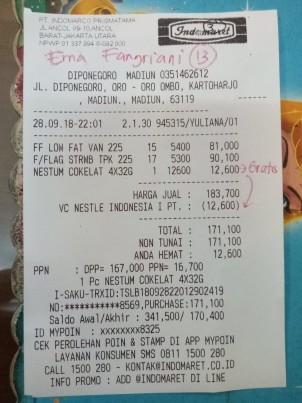 PT. INDOMARCO PRISMATAMA
JL.ANCOL I/9-10,ANCOL
BARAT-JAKARTA UTARA
NPWP 01 337 994 6-092 000
Indomaret
Erna Fangriani (13)
DIPONEGORO MADIUN 0351462612
JL. DIPONEGORO, ORO - ORO OMBO, KARTOHARJO
, MADIUN., MADIUN, 63119
28.09.18-22:01 2.1.30 945315/YULIANA/01
FF LOW FAT VAN 225 15 5400 81,000
F/FLAG STRWB TPK 225 17 5300 90,100
NESTUM COKELAT 4X32G 1 12600 12,600 Gratis
HARGA JUAL : 183,700
VC NESTLE INDONESIA I PT. : (12,600)
TOTAL : 171,100
NON TUNAI : 171,100
ANDA HEMAT : 12,600
PPN : DPP= 167,000 PPN= 16,700
1 Pc NESTUM COKELAT 4X32G
I-SAKU-TRXID:TSLB18092822012902419
NO:***********8569,PURCHASE:171,100
Saldo Awal/Akhir : 341,500/ 170,400
ID MYPOIN : xxxxxxxx8325
CEK PEROLEHAN POIN & STAMP DI APP MYPOIN
LAYANAN KONSUMEN SMS 0811 1500 280
CALL 1500 280 - KONTAK@INDOMARET.CO.ID
INFO PROMO : ADD @INDOMARET DI LINE